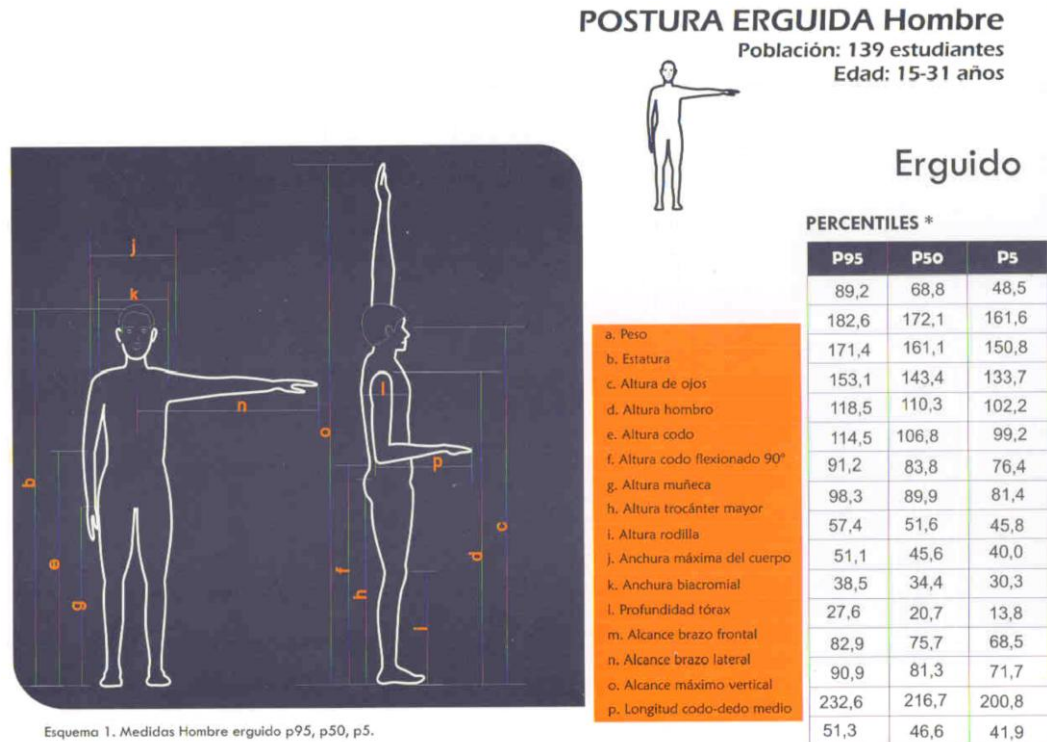 POSTURA ERGUIDA Hombre
Población: 139 estudiantes
Edad: 15-31 años
Erguido
PERCENTILES *
P95 P50 P5
a. Peso 89,2 68,8 48,5
b. Estatura 182,6 172,1 161,6
c. Altura de ojos 171,4 161,1 150,8
d. Altura hombro 153,1 143,4 133,7
e. Altura codo 118,5 110,3 102,2
f. Altura codo flexionado 90° 114,5 106,8 99,2
g. Altura muñeca 91,2 83,8 76,4
h. Altura trocánter mayor 98,3 89,9 81,4
i. Altura rodilla 57,4 51,6 45,8
j. Anchura máxima del cuerpo 51,1 45,6 40,0
k. Anchura biacromial 38,5 34,4 30,3
l. Profundidad tórax 27,6 20,7 13,8
m. Alcance brazo frontal 82,9 75,7 68,5
n. Alcance brazo lateral 90,9 81,3 71,7
o. Alcance máximo vertical 232,6 216,7 200,8
p. Longitud codo-dedo medio 51,3 46,6 41,9
j
k
n
l
o
p
b
e
g
f
h
d
c
l
Esquema 1. Medidas Hombre erguido p95, p50, p5.